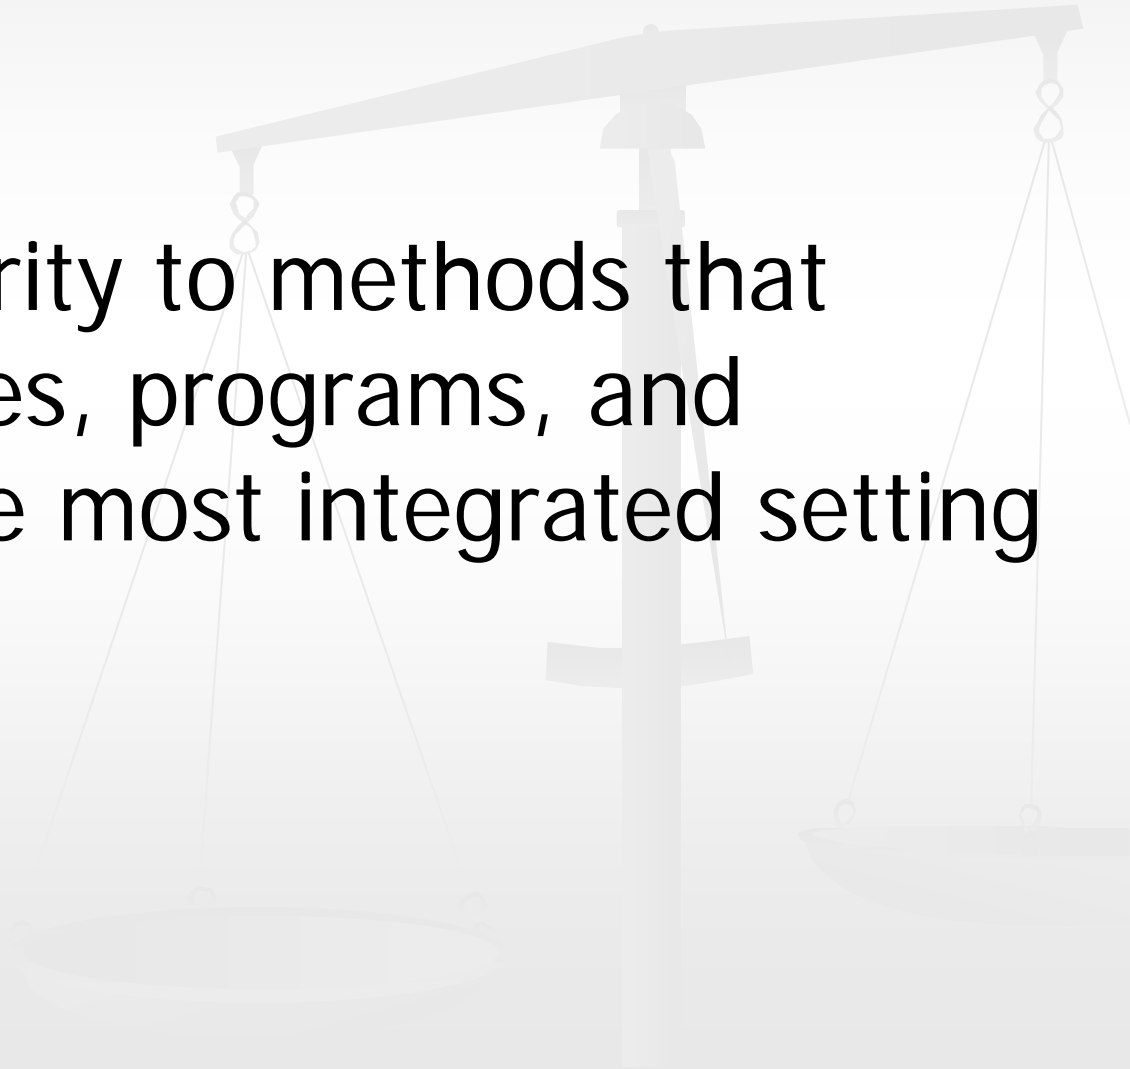 rity to methods that
es, programs, and
e most integrated setting